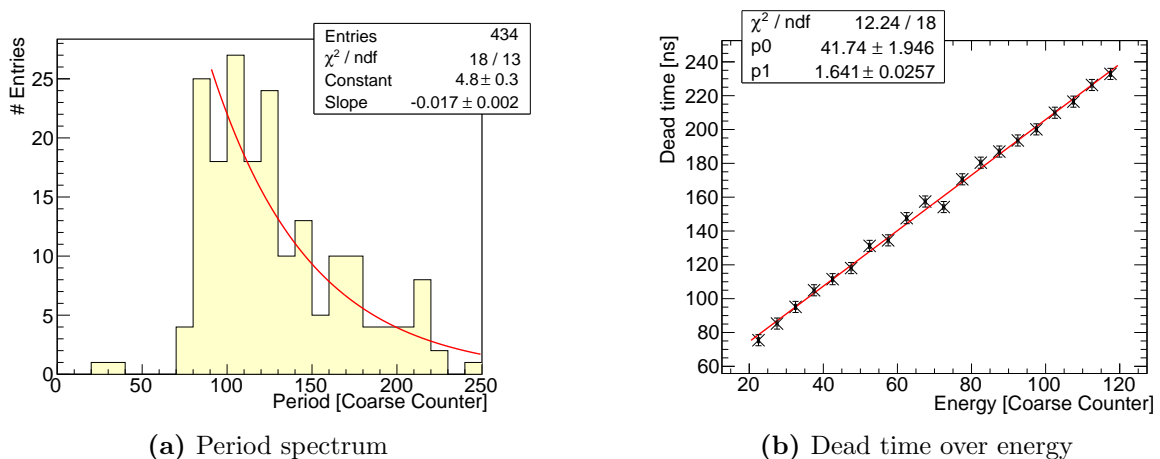 Entries 434
χ² / ndf 18 / 13
Constant 4.8 ± 0.3
Slope -0.017 ± 0.002
# Entries
25
20
15
10
5
0
0 50 100 150 200 250
Period [Coarse Counter]
(a) Period spectrum
χ² / ndf 12.24 / 18
p0 41.74 ± 1.946
p1 1.641 ± 0.0257
Dead time [ns]
240
220
200
180
160
140
120
100
80
60
20 40 60 80 100 120
Energy [Coarse Counter]
(b) Dead time over energy